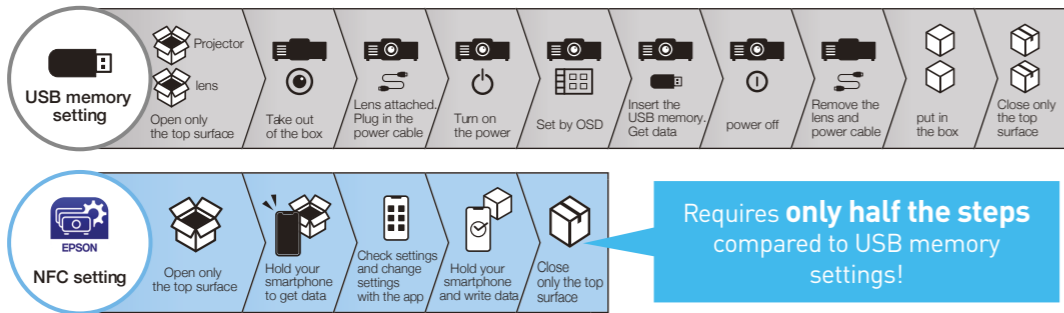 USB memory
setting
Projector
lens
Open only
the top surface
Take out
of the box
Lens attached.
Plug in the
power cable
Turn on
the power
Set by OSD
Insert the
USB memory.
Get data
power off
Remove the
lens and
power cable
put in
the box
Close only
the top
surface
EPSON
NFC setting
Open only
the top surface
Hold your
smartphone
to get data
Check settings
and change
settings
with the app
Hold your
smartphone
and write data
Close
only the top
surface
Requires only half the steps
compared to USB memory
settings!